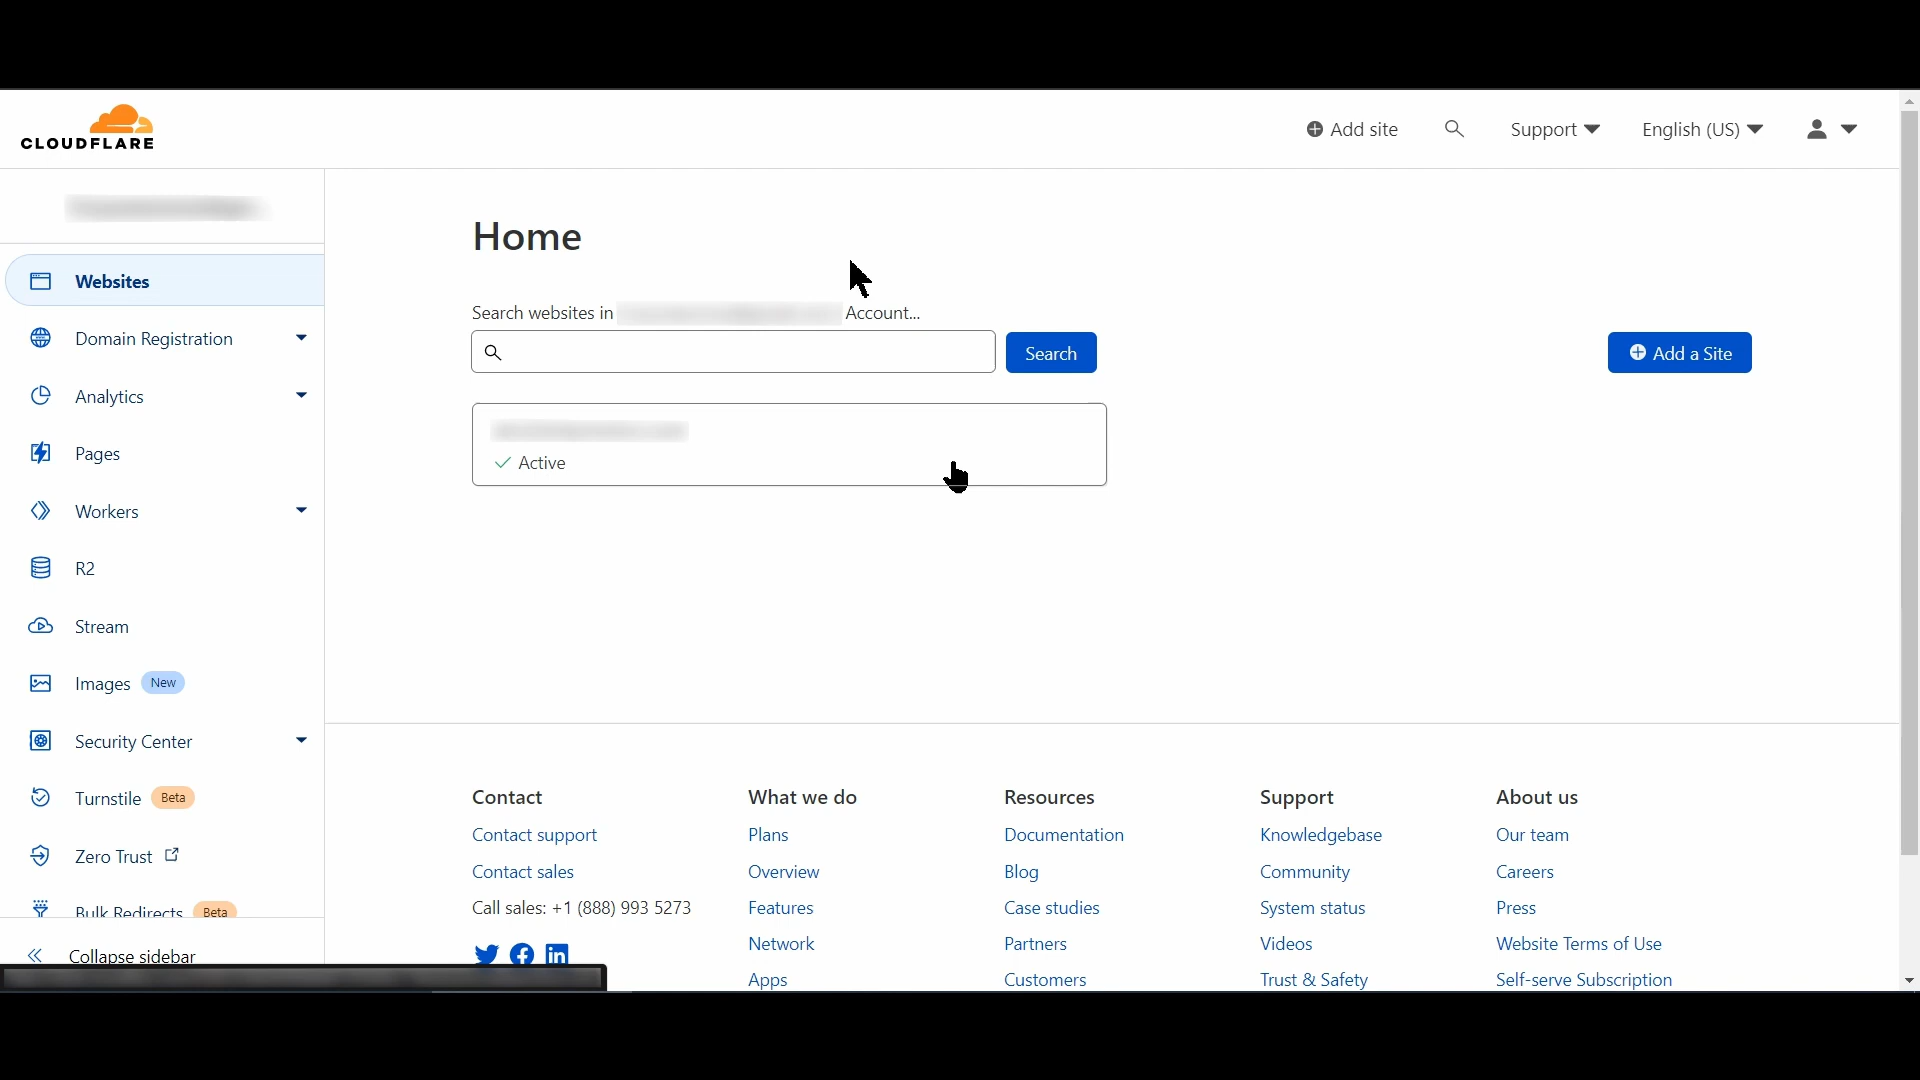 CLOUDFLARE
Add site
Support
English (US)
Websites
Domain Registration
Analytics
Pages
Workers
R2
Stream
Images New
Security Center
Turnstile Beta
Zero Trust
Bulk Redirects Beta
Collapse sidebar
Home
Search websites in
Account...
Search
Add a Site
Active
Contact
Contact support
Contact sales
Call sales: +1 (888) 993 5273
What we do
Plans
Overview
Features
Network
Apps
Resources
Documentation
Blog
Case studies
Partners
Customers
Support
Knowledgebase
Community
System status
Videos
Trust & Safety
About us
Our team
Careers
Press
Website Terms of Use
Self-serve Subscription